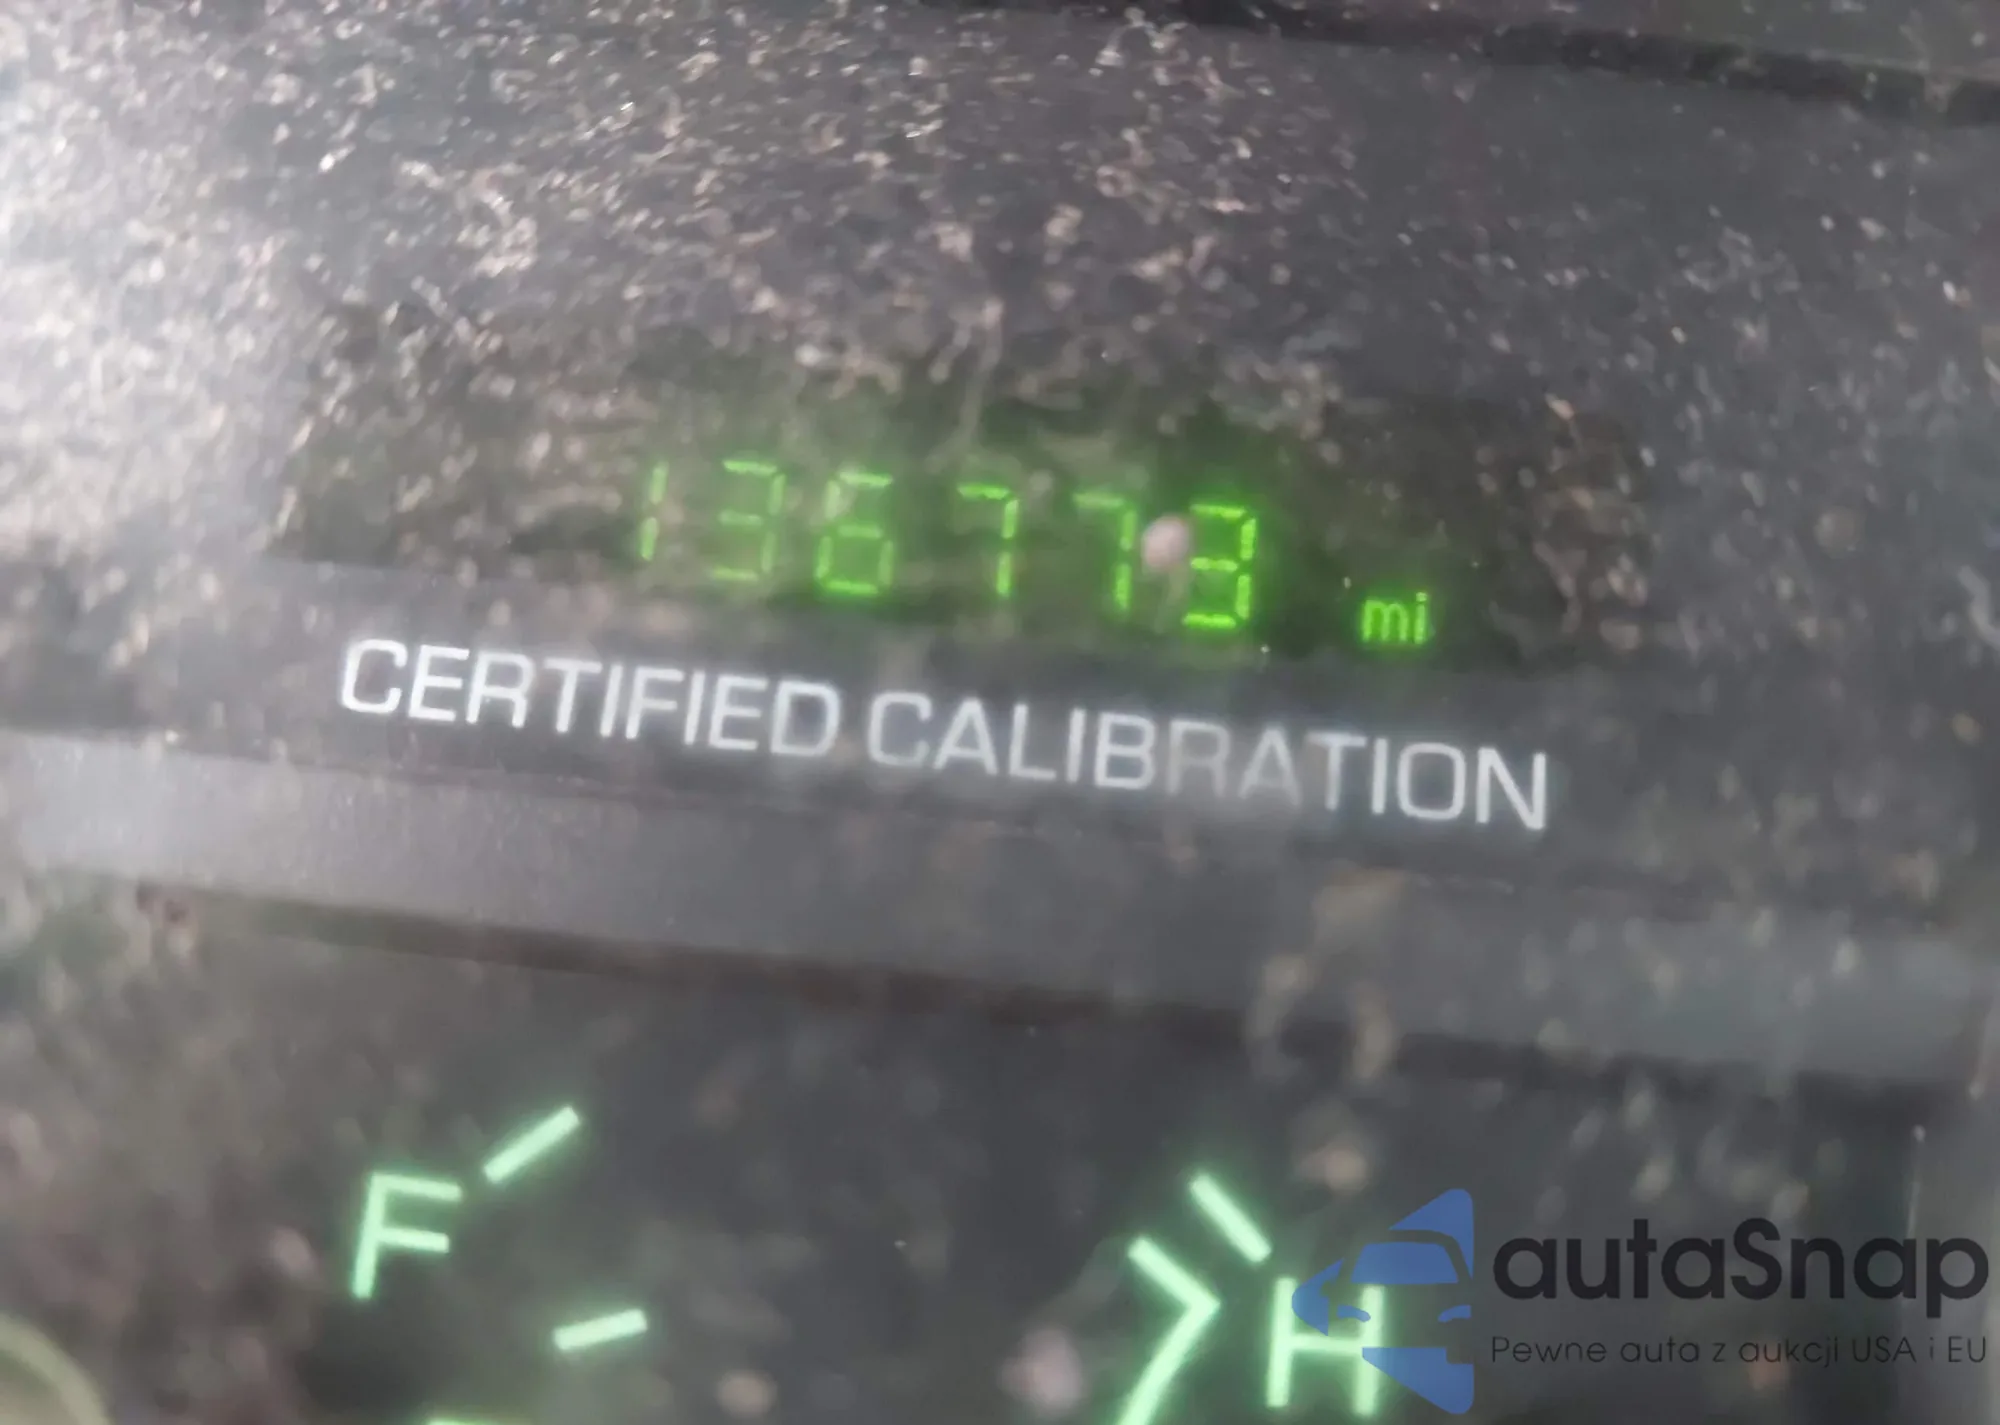 136773 mi
CERTIFIED CALIBRATION
F
H
autaSnap
Pewne auta z aukcji USA i EU